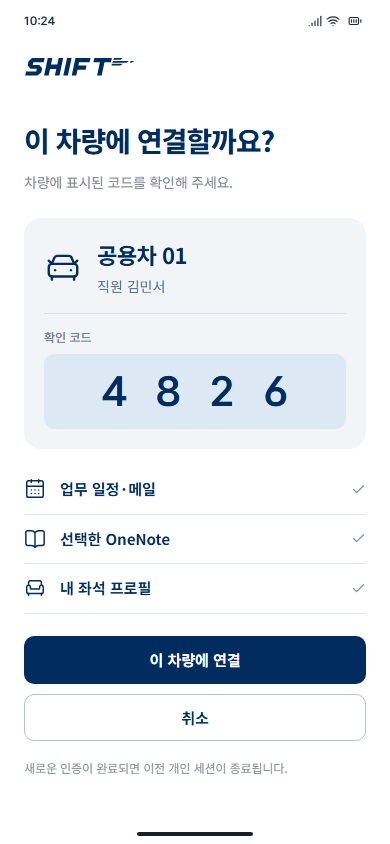 10:24
SHIFT
이 차량에 연결할까요?
차량에 표시된 코드를 확인해 주세요.
공용차 01
직원 김민서
확인 코드
4 8 2 6
업무 일정·메일
선택한 OneNote
내 좌석 프로필
이 차량에 연결
취소
새로운 인증이 완료되면 이전 개인 세션이 종료됩니다.